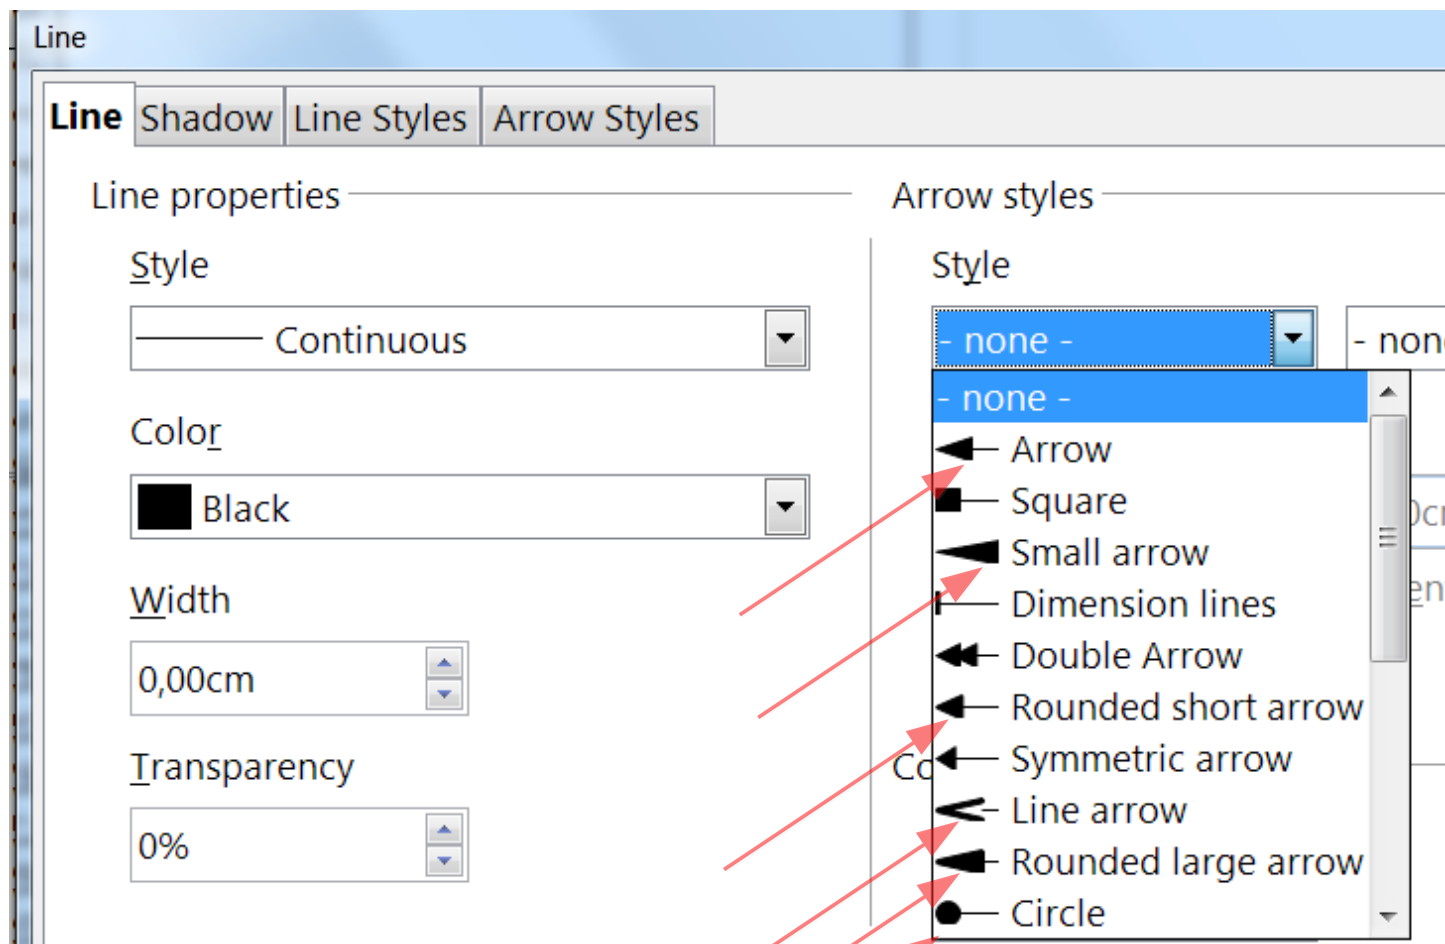 Line
Line Shadow Line Styles Arrow Styles
Line properties
Style
Continuous
Color
Black
Width
0,00cm
Transparency
0%
Arrow styles
Style
- none -
- none -
Arrow
Square
Small arrow
Dimension lines
Double Arrow
Rounded short arrow
Symmetric arrow
Line arrow
Rounded large arrow
Circle